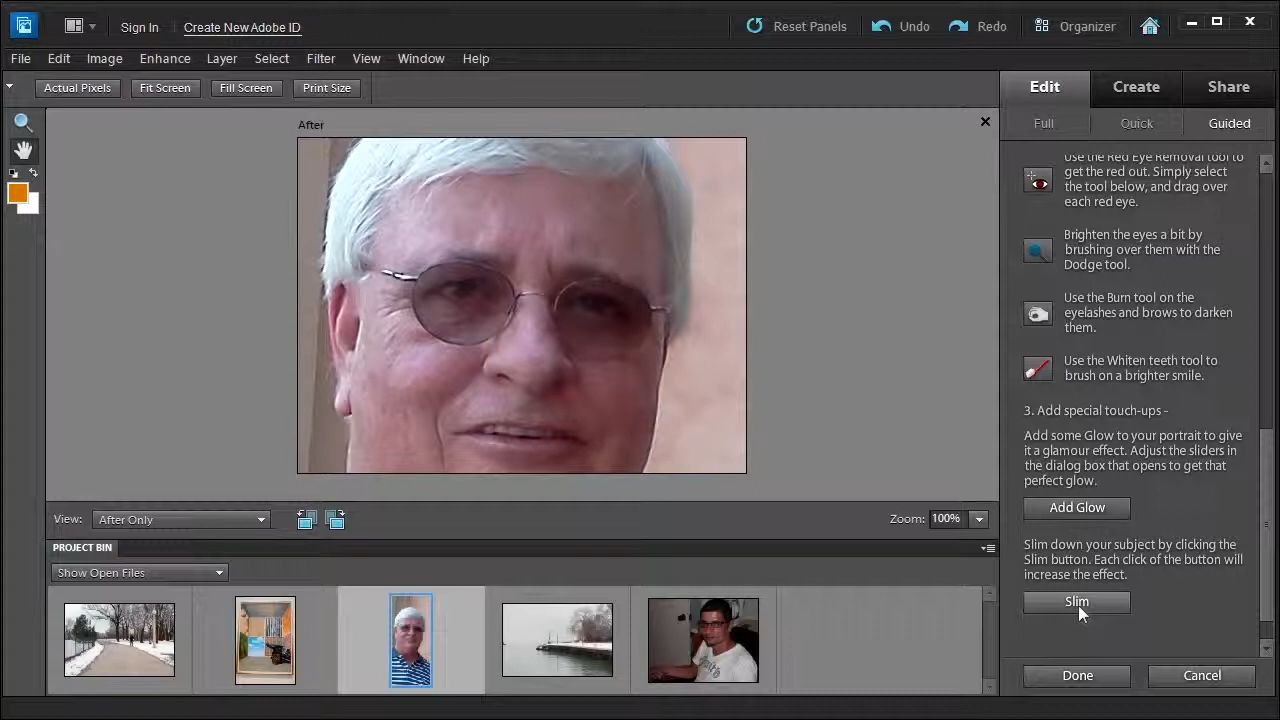 Sign In
Create New Adobe ID
Reset Panels
Undo
Redo
Organizer
File Edit Image Enhance Layer Select Filter View Window Help
Actual Pixels
Fit Screen
Fill Screen
Print Size
Edit
Create
Share
Full
Quick
Guided
After
Use the Red Eye Removal tool to
get the red out. Simply select
the tool below, and drag over
each red eye.
Brighten the eyes a bit by
brushing over them with the
Dodge tool.
Use the Burn tool on the
eyelashes and brows to darken
them.
Use the Whiten teeth tool to
brush on a brighter smile.
3. Add special touch-ups -
Add some Glow to your portrait to give
it a glamour effect. Adjust the sliders in
the dialog box that opens to get that
perfect glow.
Add Glow
Slim down your subject by clicking the
Slim button. Each click of the button will
increase the effect.
Slim
Done
Cancel
View:
After Only
Zoom:
100%
PROJECT BIN
Show Open Files